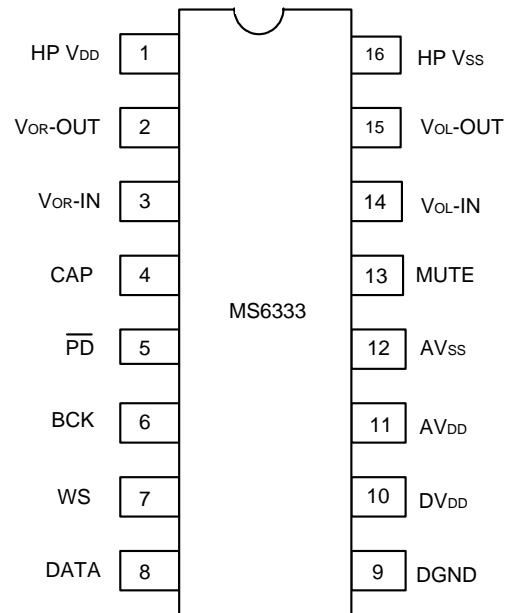 HP VDD 1 16 HP VSS
VOR-OUT 2 15 VOL-OUT
VOR-IN 3 14 VOL-IN
CAP 4 13 MUTE
MS6333
P̅D̅ 5 12 AVSS
BCK 6 11 AVDD
WS 7 10 DVDD
DATA 8 9 DGND